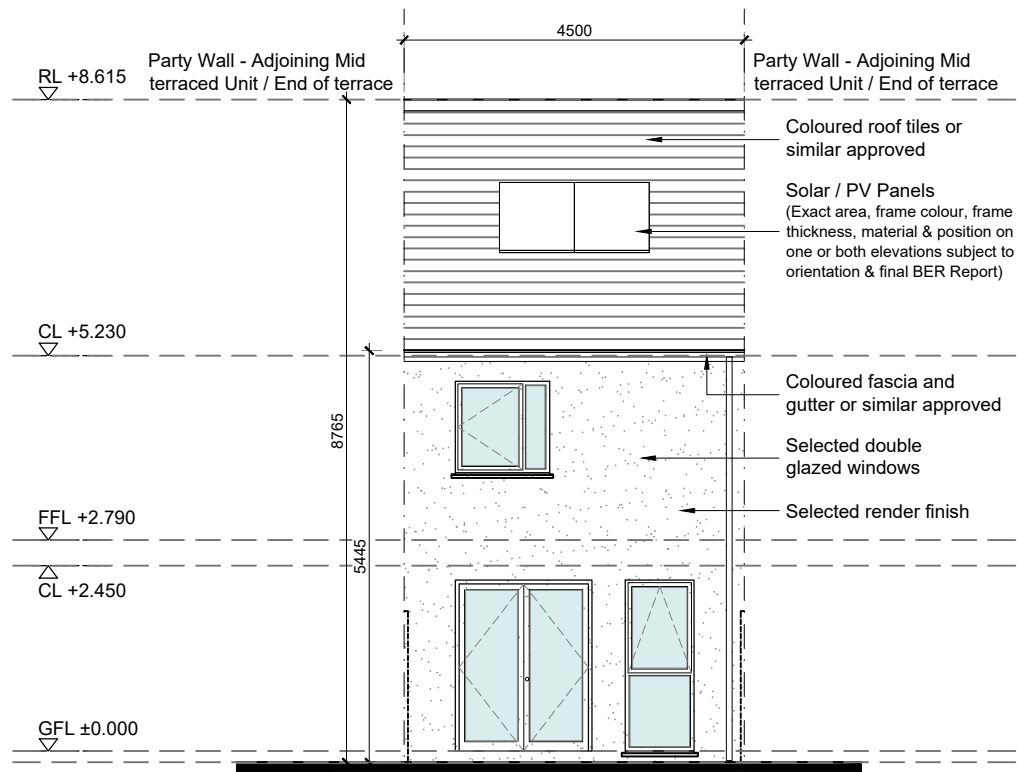 4500
Party Wall - Adjoining Mid
terraced Unit / End of terrace
Party Wall - Adjoining Mid
terraced Unit / End of terrace
RL +8.615
Coloured roof tiles or
similar approved
Solar / PV Panels
(Exact area, frame colour, frame
thickness, material & position on
one or both elevations subject to
orientation & final BER Report)
CL +5.230
Coloured fascia and
gutter or similar approved
8765
Selected double
glazed windows
Selected render finish
FFL +2.790
5445
CL +2.450
GFL ±0.000